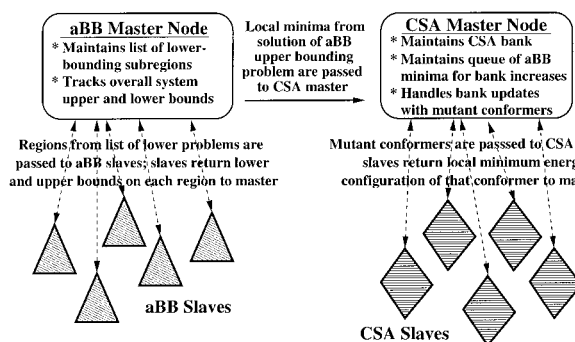 aBB Master Node
* Maintains list of lower-
bounding subregions
* Tracks overall system
upper and lower bounds
Local minima from
solution of aBB
upper bounding
problem are passed
to CSA master
CSA Master Node
* Maintains CSA bank
* Maintains queue of aBB
minima for bank increases
* Handles bank updates
with mutant conformers
Regions from list of lower problems are
passed to aBB slaves; slaves return lower
and upper bounds on each region to master
Mutant conformers are passsed to CSA
slaves return local minimum energ
configuration of that conformer to ma
aBB Slaves
CSA Slaves